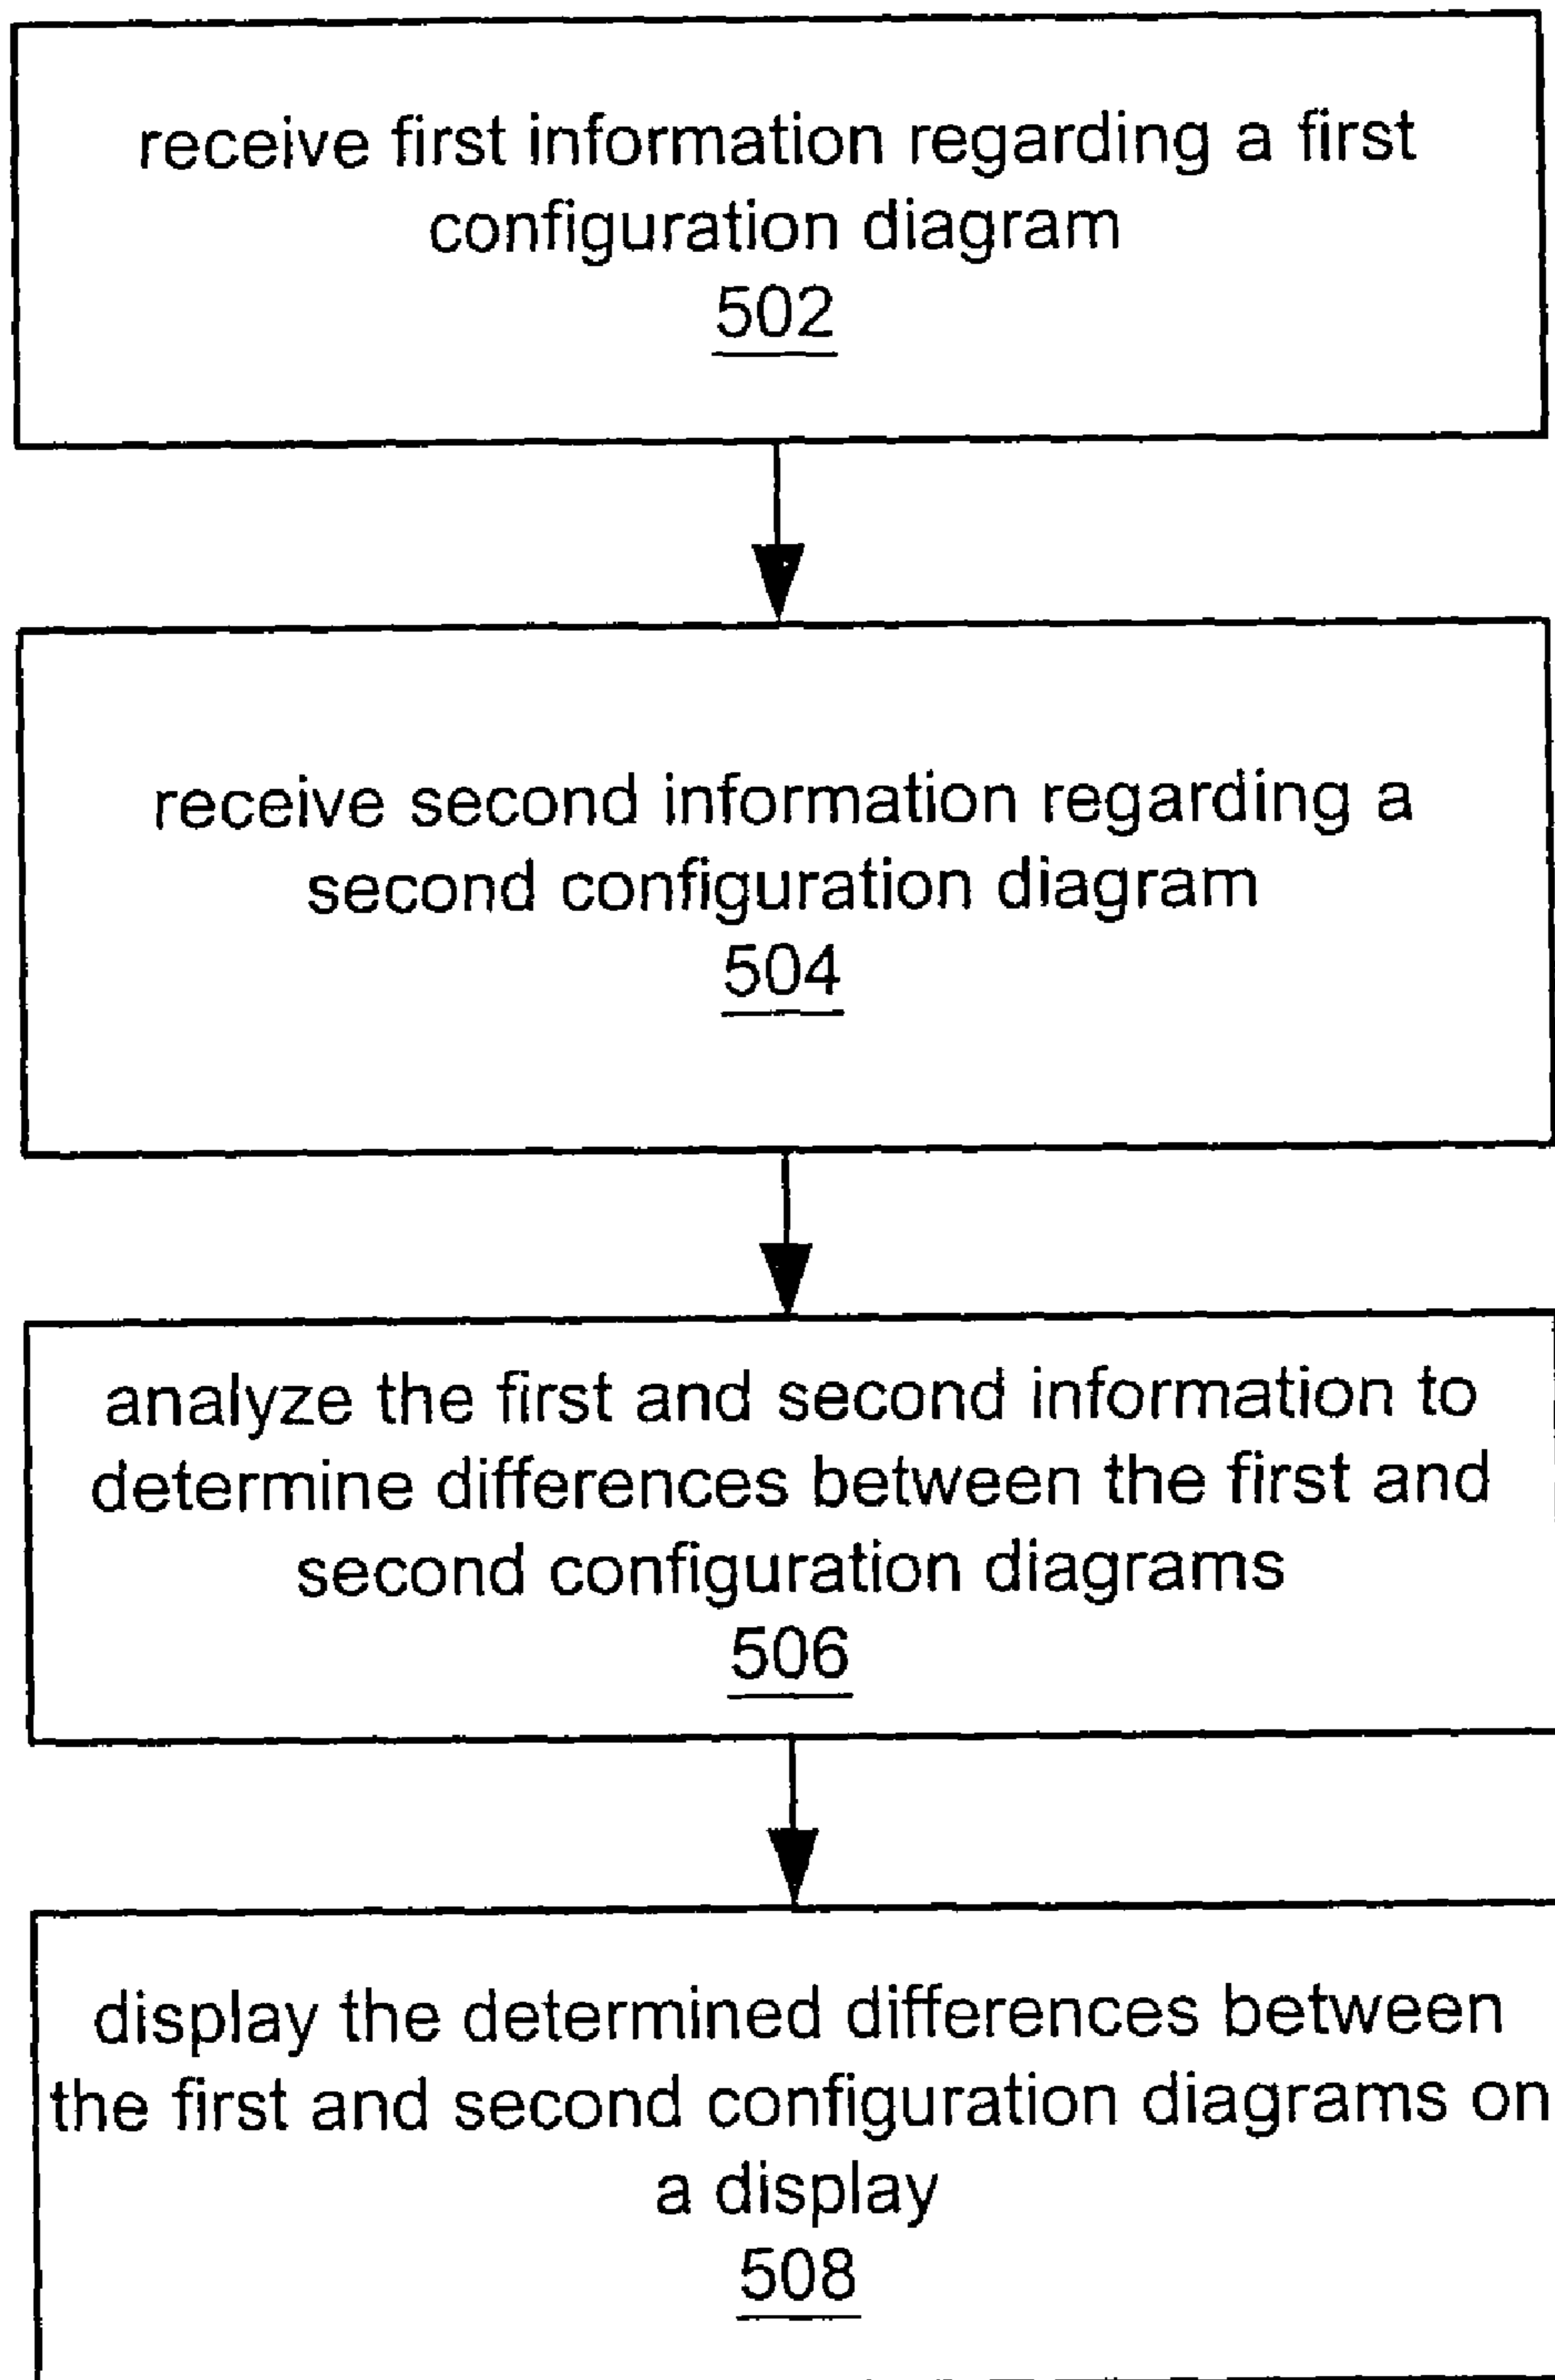 receive first information regarding a first
configuration diagram
502
receive second information regarding a
second configuration diagram
504
analyze the first and second information to
determine differences between the first and
second configuration diagrams
506
display the determined differences between
the first and second configuration diagrams on
a display
508